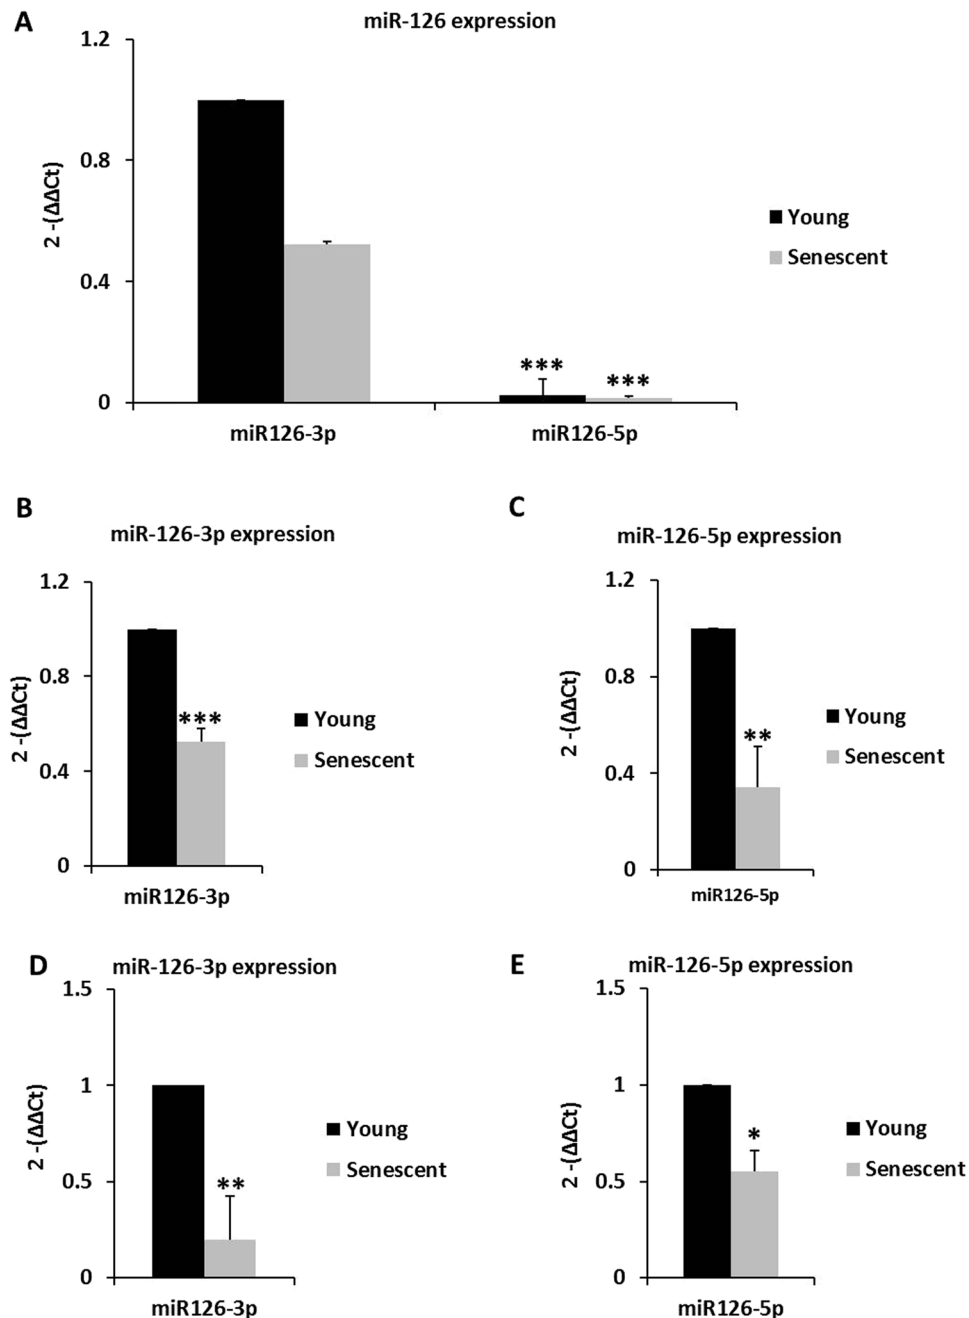 A
miR-126 expression
1.2
0.8
0.4
0
2 -(ΔΔCt)
***
***
miR126-3p
miR126-5p
Young
Senescent
B
miR-126-3p expression
1.2
0.8
0.4
0
2 -(ΔΔCt)
***
miR126-3p
Young
Senescent
C
miR-126-5p expression
1.2
0.8
0.4
0
2 -(ΔΔCt)
**
miR126-5p
Young
Senescent
D
miR-126-3p expression
1.5
1
0.5
0
2 -(ΔΔCt)
**
miR126-3p
Young
Senescent
E
miR-126-5p expression
1.5
1
0.5
0
2 -(ΔΔCt)
*
miR126-5p
Young
Senescent